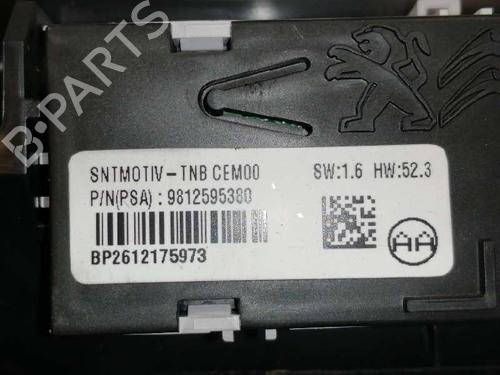 B-PARTS
SNTMOTIV-TNB CEM00 SW:1.6 HW:52.3
P/N(PSA) : 9812595380
BP2612175973
AA